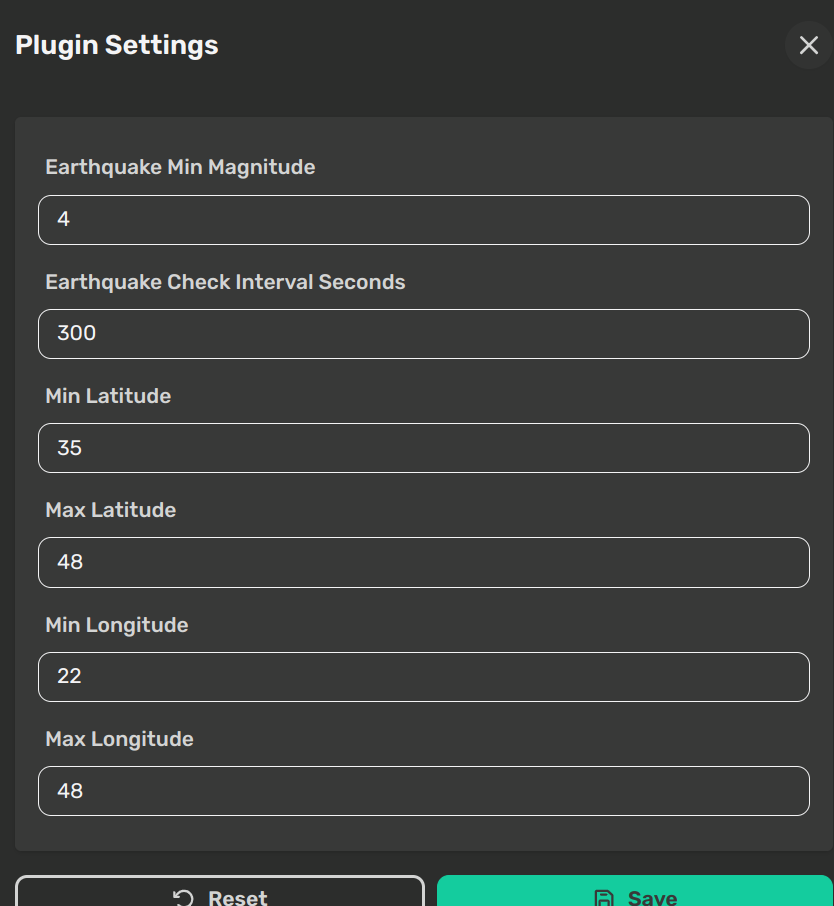 Plugin Settings
Earthquake Min Magnitude
4
Earthquake Check Interval Seconds
300
Min Latitude
35
Max Latitude
48
Min Longitude
22
Max Longitude
48
Reset
Save